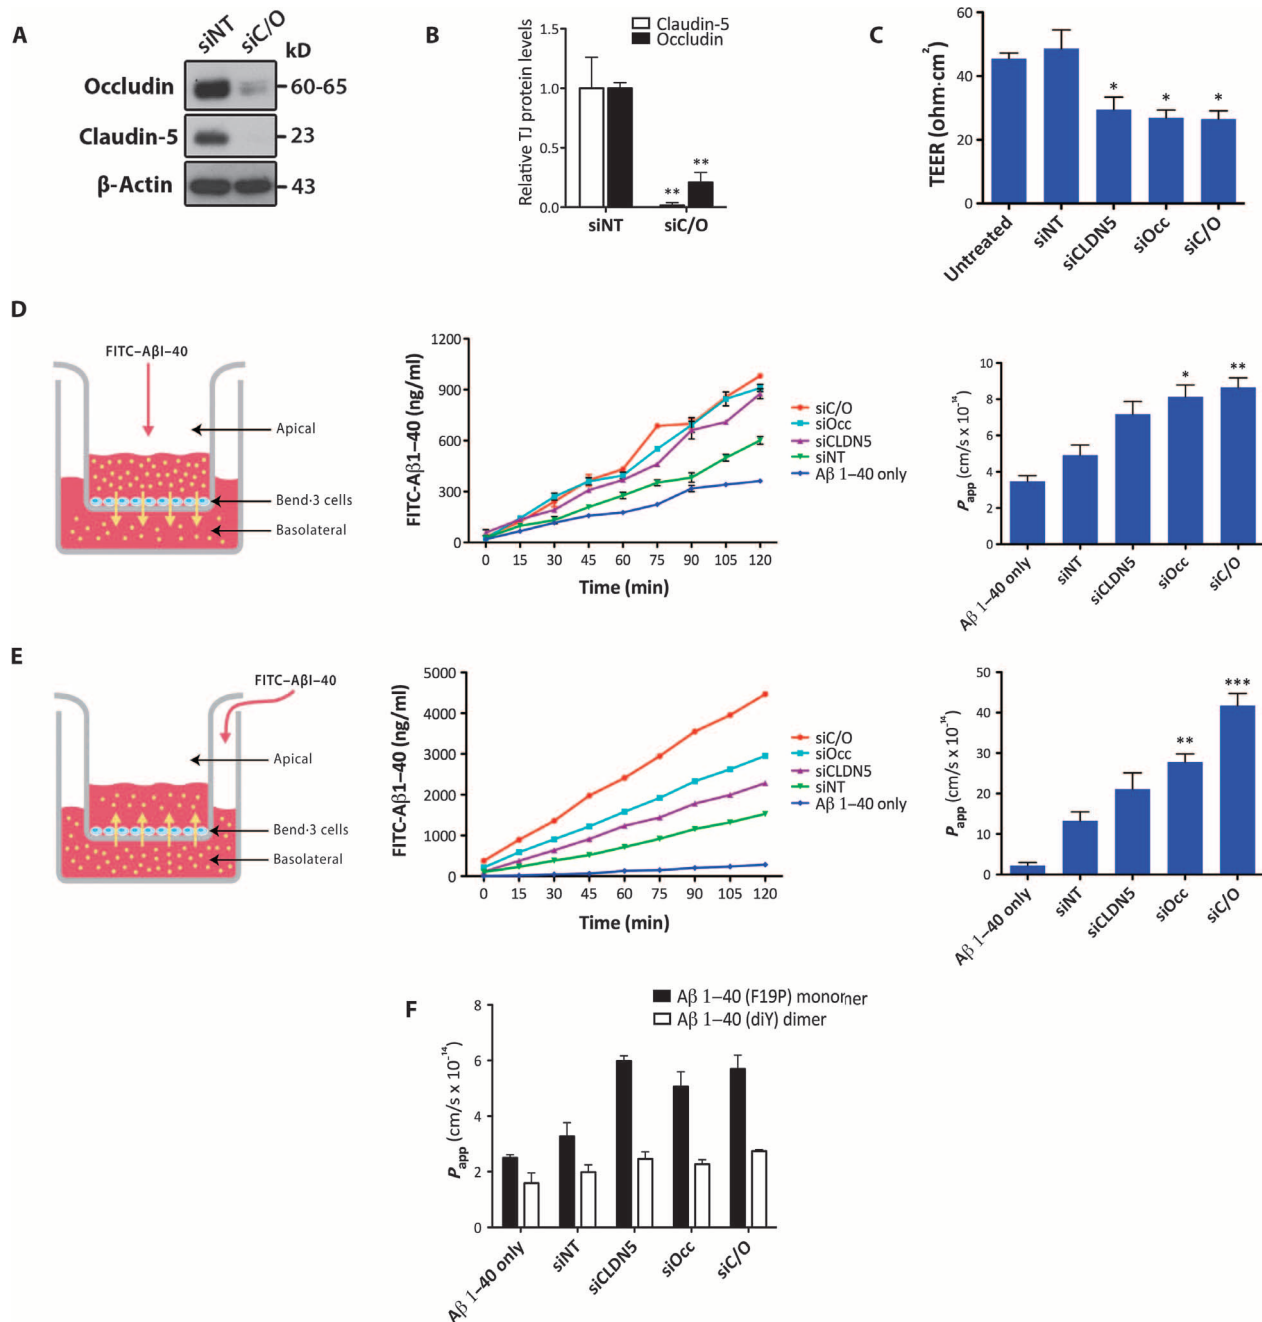 A
siNT
siC/O
kD
Occludin
60-65
Claudin-5
23
β-Actin
43
B
Claudin-5
Occludin
Relative TJ protein levels
1.5
1.0
0.5
0.0
**
**
siNT
siC/O
C
TEER (ohm·cm²)
60
40
20
0
*
*
*
Untreated
siNT
siCLDN5
siOcc
siC/O
D
FITC–AβI-40
Apical
Bend·3 cells
Basolateral
FITC-Aβ1–40 (ng/ml)
1200
900
600
300
0
0 15 30 45 60 75 90 105 120
Time (min)
siC/O
siOcc
siCLDN5
siNT
Aβ 1–40 only
Papp (cm/s x 10⁻¹⁴)
10
8
6
4
2
0
*
**
Aβ 1–40 only
siNT
siCLDN5
siOcc
siC/O
E
FITC–AβI-40
Apical
Bend·3 cells
Basolateral
FITC-Aβ1–40 (ng/ml)
5000
4000
3000
2000
1000
0
0 15 30 45 60 75 90 105 120
Time (min)
siC/O
siOcc
siCLDN5
siNT
Aβ 1–40 only
Papp (cm/s x 10⁻¹⁴)
50
40
30
20
10
0
**
***
Aβ 1–40 only
siNT
siCLDN5
siOcc
siC/O
F
Aβ 1–40 (F19P) monomer
Aβ 1–40 (diY) dimer
Papp (cm/s x 10⁻¹⁴)
8
6
4
2
0
Aβ 1–40 only
siNT
siCLDN5
siOcc
siC/O